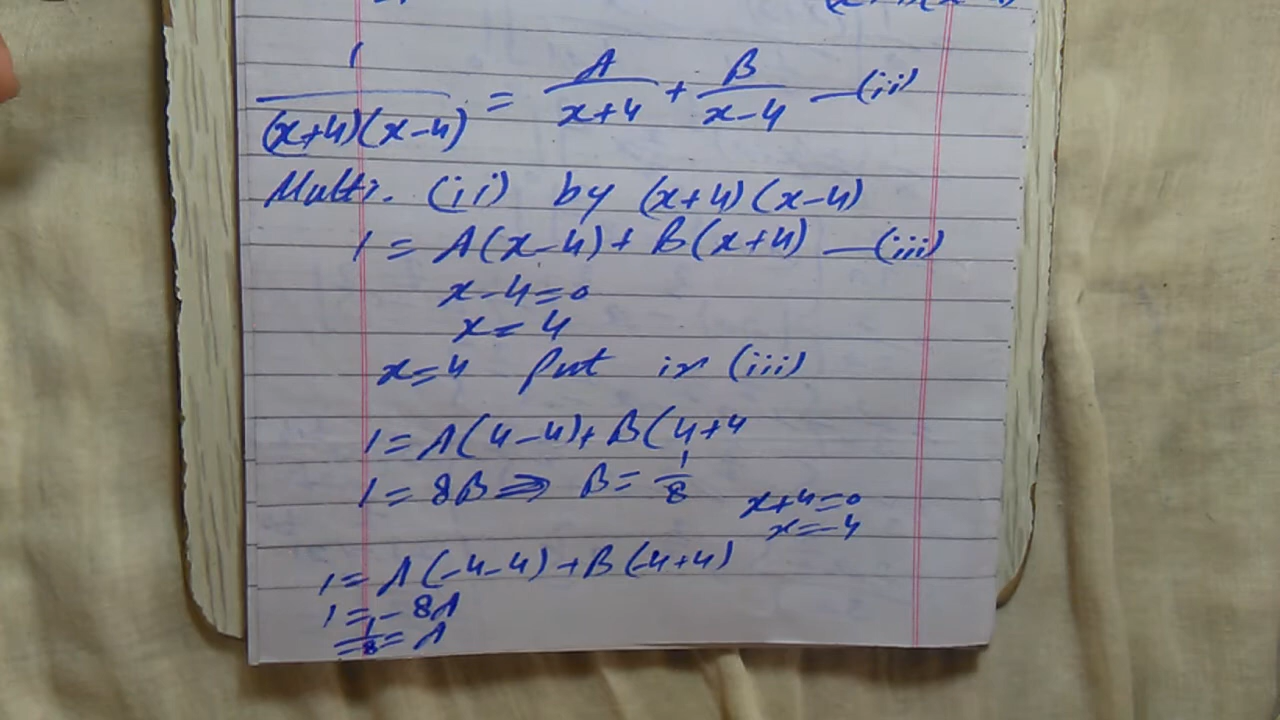 1/((x+4)(x-4)) = A/(x+4) + B/(x-4) —(ii)
Multi. (ii) by (x+4)(x-4)
1 = A(x-4) + B(x+4) —(iii)
x-4=0
x = 4
x=4 Put in (iii)
1 = A(4-4) + B(4+4
1 = 8B ⇒ B = 1/8
x+4=0
x=-4
1 = A(-4-4) + B(-4+4)
1 = -8A
1/-8 = A